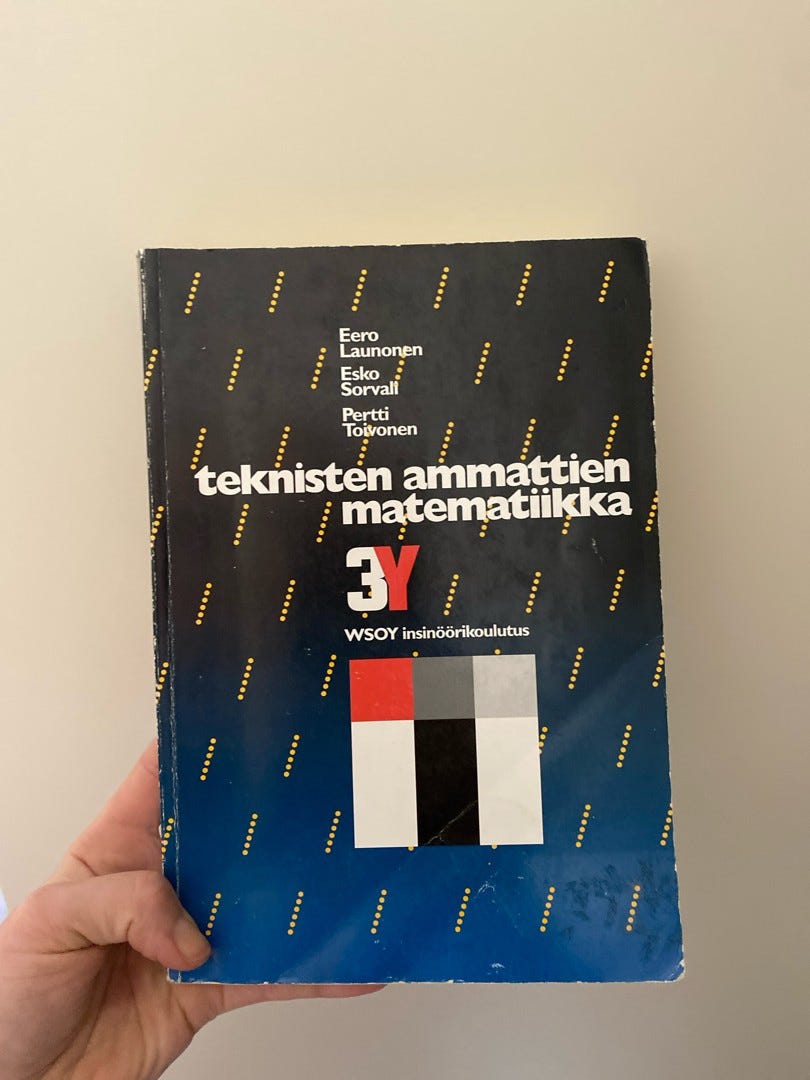 Eero
Launonen
Esko
Sorvali
Pertti
Toivonen
teknisten ammattien
matematiikka
3Y
WSOY insinöörikoulutus